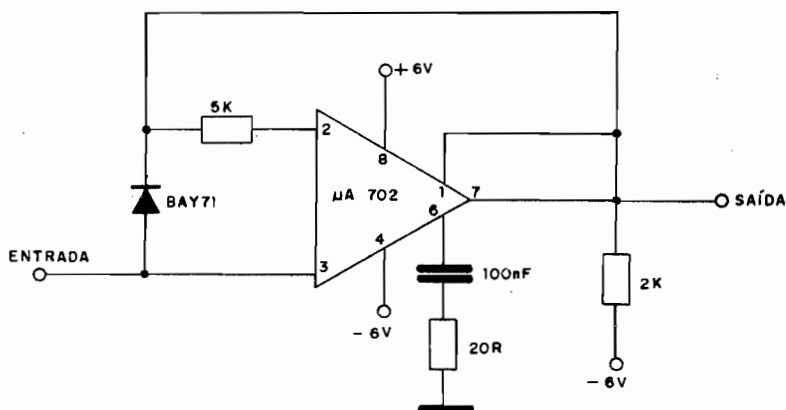 +6V
5K
2
8
1
7
BAY71
μA 702
SAÍDA
6
4
ENTRADA
3
100nF
2K
-6V
20R
-6V